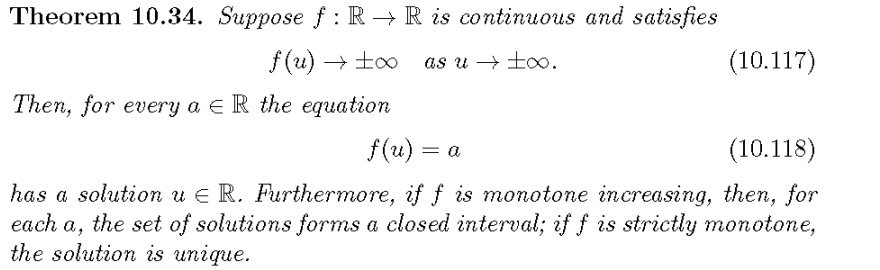 Theorem 10.34. Suppose f : ℝ → ℝ is continuous and satisfies
f(u) → ±∞ as u → ±∞. (10.117)
Then, for every a ∈ ℝ the equation
f(u) = a (10.118)
has a solution u ∈ ℝ. Furthermore, if f is monotone increasing, then, for
each a, the set of solutions forms a closed interval; if f is strictly monotone,
the solution is unique.